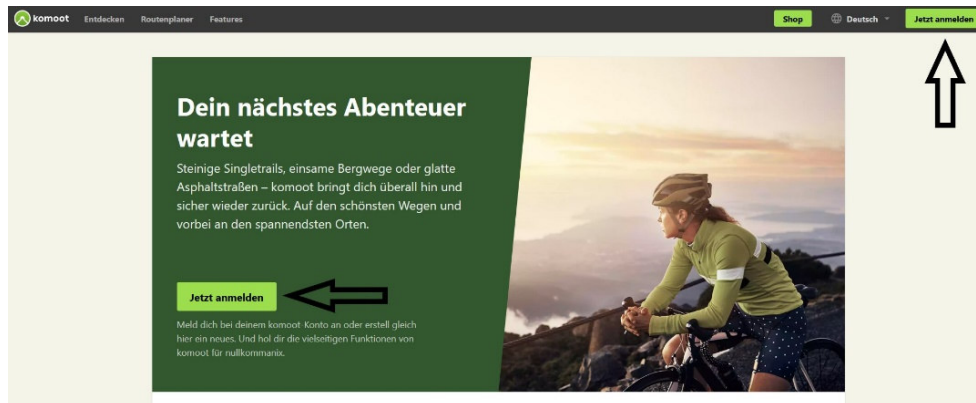 komoot Entdecken Routenplaner Features Shop Deutsch Jetzt anmelden
Dein nächstes Abenteuer
wartet
Steinige Singletrails, einsame Bergwege oder glatte
Asphaltstraßen – komoot bringt dich überall hin und
sicher wieder zurück. Auf den schönsten Wegen und
vorbei an den spannendsten Orten.
Jetzt anmelden
Meld dich bei deinem komoot-Konto an oder erstell gleich
hier ein neues. Und hol dir die vielseitigen Funktionen von
komoot für nullkommanix.